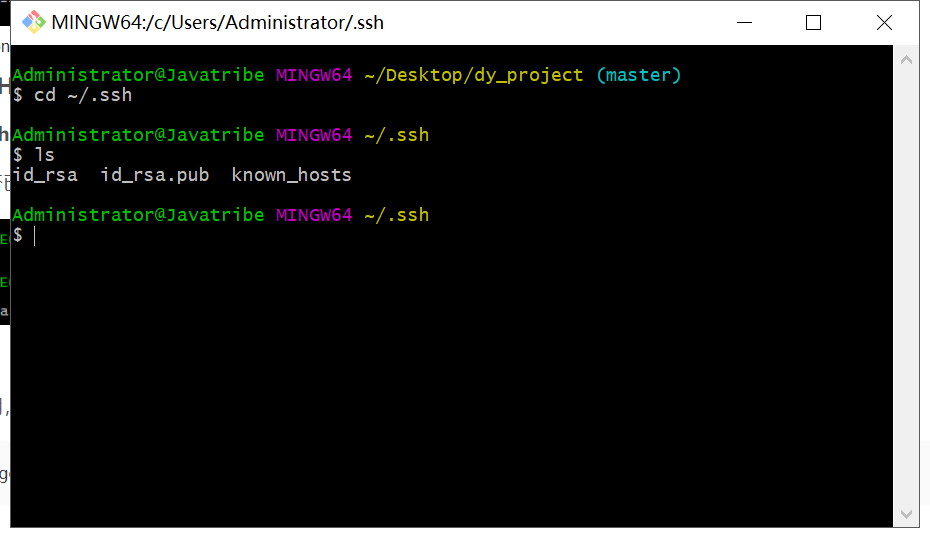 MINGW64:/c/Users/Administrator/.ssh
Administrator@Javatribe MINGW64 ~/Desktop/dy_project (master)
$ cd ~/.ssh
Administrator@Javatribe MINGW64 ~/.ssh
$ ls
id_rsa  id_rsa.pub  known_hosts
Administrator@Javatribe MINGW64 ~/.ssh
$